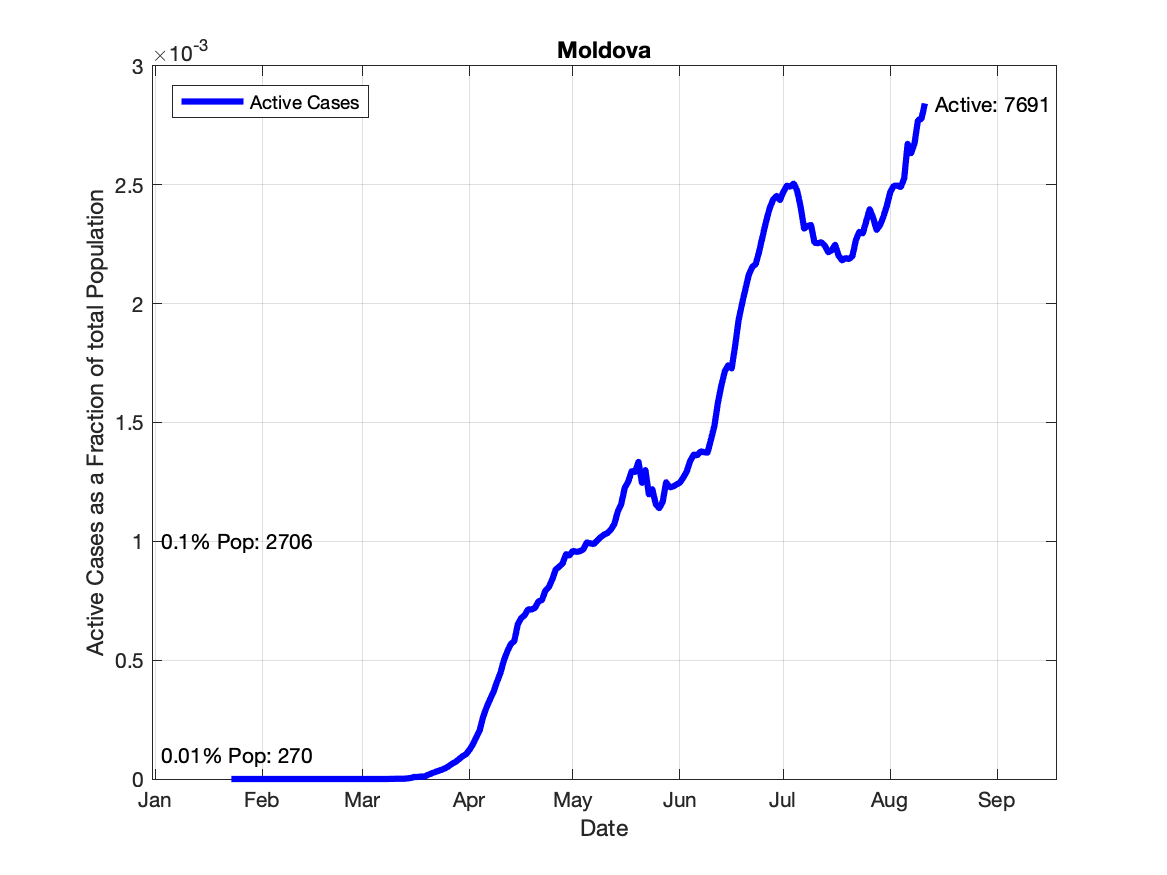 Moldova
×10-3
3
2.5
2
1.5
1
0.5
0
Active Cases as a Fraction of total Population
Active Cases
Active: 7691
0.1% Pop: 2706
0.01% Pop: 270
Jan Feb Mar Apr May Jun Jul Aug Sep
Date